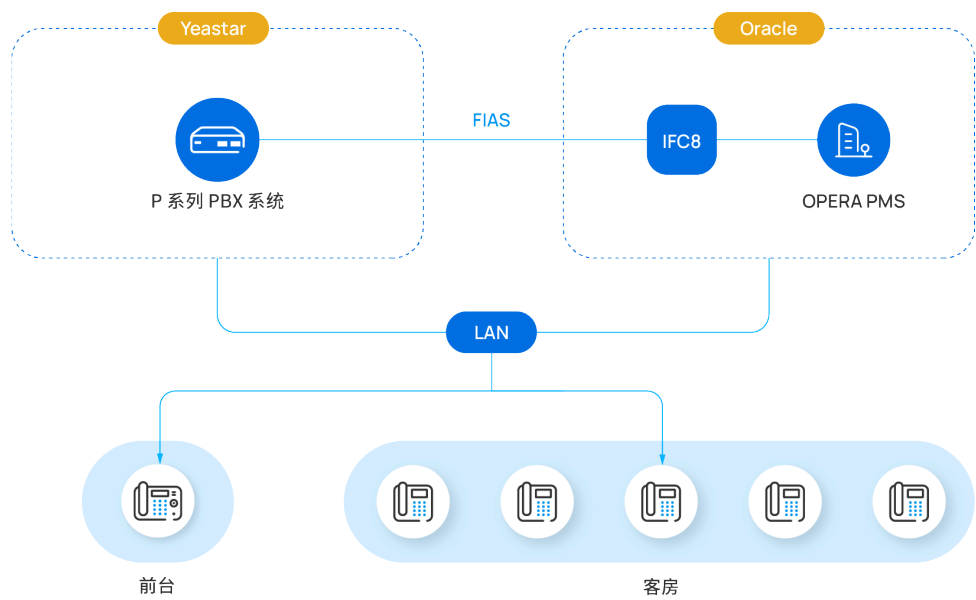 Yeastar
Oracle
FIAS
IFC8
P 系列 PBX 系统
OPERA PMS
LAN
前台
客房